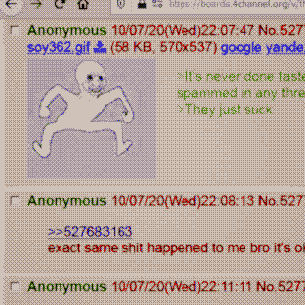 https://boards.4channel.org/v/th
Anonymous 10/07/20(Wed)22:07:47 No.527
soy362.gif (58 KB, 570x537) google yande
>It's never done
spammed in any
>They just suck.
Anonymous 10/07/20(Wed)22:08:13 No.527
>>527683163
exact same shit happened to me bro it's
Anonymous 10/07/20(Wed)22:11:11 No.527